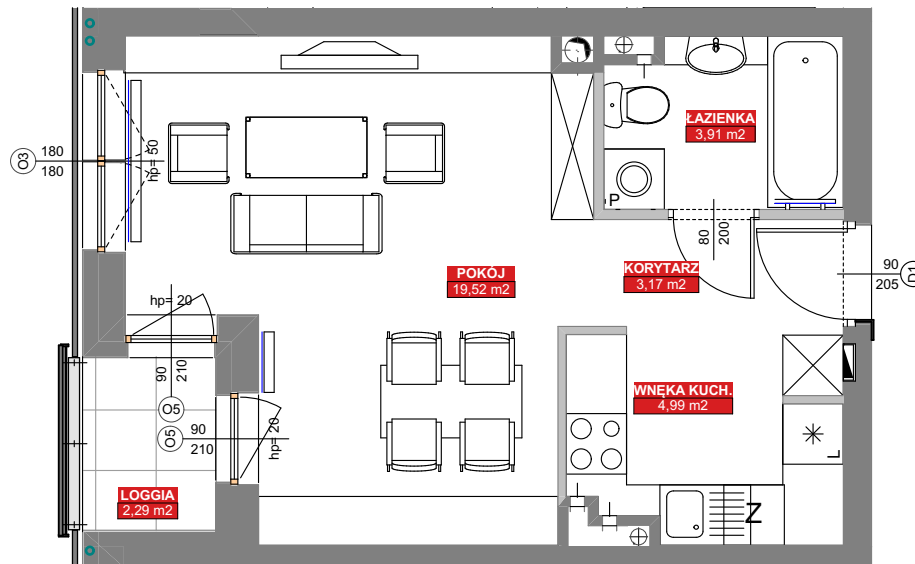 ŁAZIENKA
3,91 m2
O3
180
180
hp= 50
P
80
200
POKÓJ
19,52 m2
KORYTARZ
3,17 m2
90
205
D1
hp= 20
90
210
O5
WNĘKA KUCH.
4,99 m2
O5
90
210
hp= 20
LOGGIA
2,29 m2
Z